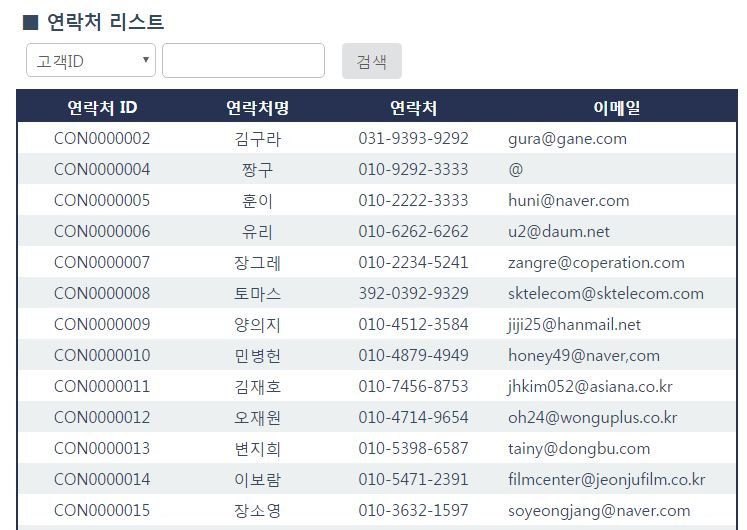 ■ 연락처 리스트
고객ID ▼ 검색
연락처 ID 연락처명 연락처 이메일
CON0000002 김구라 031-9393-9292 gura@gane.com
CON0000004 짱구 010-9292-3333 @
CON0000005 훈이 010-2222-3333 huni@naver.com
CON0000006 유리 010-6262-6262 u2@daum.net
CON0000007 장그레 010-2234-5241 zangre@coperation.com
CON0000008 토마스 392-0392-9329 sktelecom@sktelecom.com
CON0000009 양의지 010-4512-3584 jiji25@hanmail.net
CON0000010 민병헌 010-4879-4949 honey49@naver,com
CON0000011 김재호 010-7456-8753 jhkim052@asiana.co.kr
CON0000012 오재원 010-4714-9654 oh24@wonguplus.co.kr
CON0000013 변지희 010-5398-6587 tainy@dongbu.com
CON0000014 이보람 010-5471-2391 filmcenter@jeonjufilm.co.kr
CON0000015 장소영 010-3632-1597 soyeongjang@naver.com